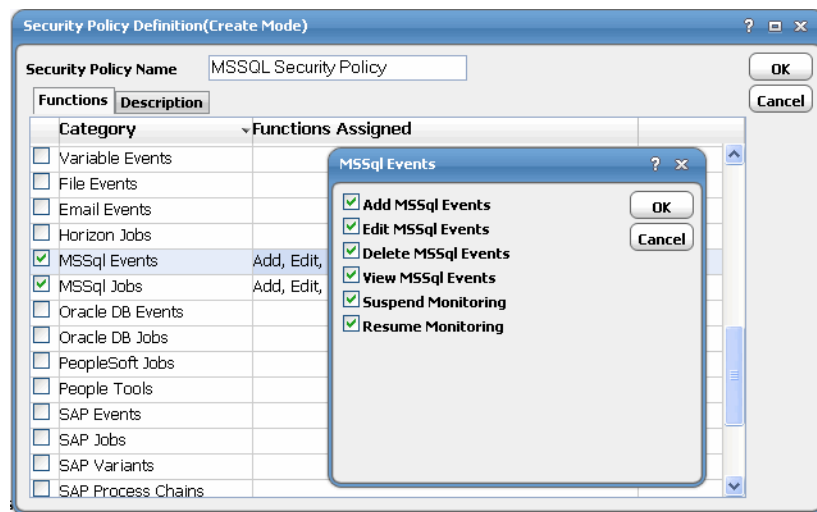 Security Policy Definition(Create Mode)
Security Policy Name MSSQL Security Policy OK
Functions Description Cancel
Category Functions Assigned
Variable Events
File Events
Email Events
Horizon Jobs
MSSql Events Add, Edit,
MSSql Jobs Add, Edit,
Oracle DB Events
Oracle DB Jobs
PeopleSoft Jobs
People Tools
SAP Events
SAP Jobs
SAP Variants
SAP Process Chains
MSSql Events
Add MSSql Events OK
Edit MSSql Events Cancel
Delete MSSql Events
View MSSql Events
Suspend Monitoring
Resume Monitoring